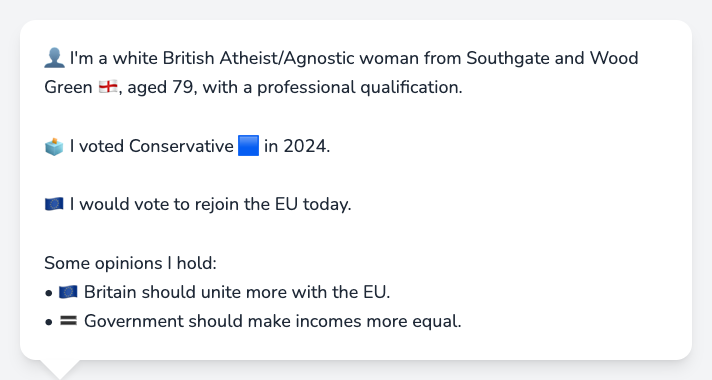 👤 I'm a white British Atheist/Agnostic woman from Southgate and Wood
Green 🏴󠁧󠁢󠁥󠁮󠁧󠁿, aged 79, with a professional qualification.
🗳️ I voted Conservative 🟦 in 2024.
🇪🇺 I would vote to rejoin the EU today.
Some opinions I hold:
• 🇪🇺 Britain should unite more with the EU.
• 🟰 Government should make incomes more equal.